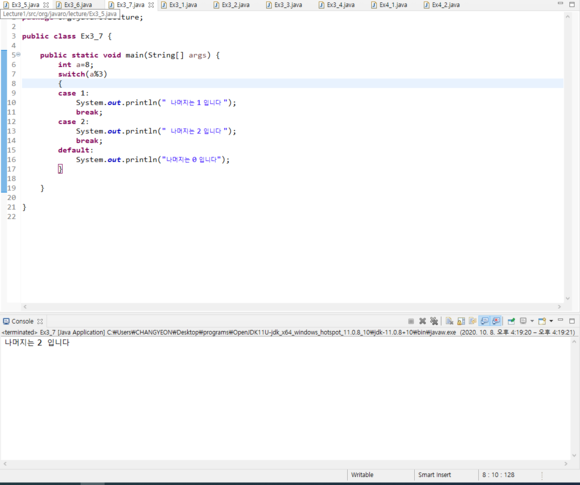 Ex3_5.java Ex3_6.java Ex3_7.java Ex3_1.java Ex3_2.java Ex3_3.java Ex3_4.java Ex4_1.java Ex4_2.java
Lecture1/src/org/javaro/lecture/Ex3_5.java
2
3 public class Ex3_7 {
4
5 public static void main(String[] args) {
6 int a=8;
7 switch(a%3)
8 {
9 case 1:
10 System.out.println(" 나머지는 1 입니다 ");
11 break;
12 case 2:
13 System.out.println(" 나머지는 2 입니다 ");
14 break;
15 default:
16 System.out.println("나머지는 0 입니다");
17 }
18
19 }
20
21 }
22
Console
<terminated> Ex3_7 [Java Application] C:₩Users₩CHANGYEON₩Desktop₩programs₩OpenJDK11U-jdk_x64_windows_hotspot_11.0.8_10₩jdk-11.0.8+10₩bin₩javaw.exe (2020. 10. 8. 오후 4:19:20 – 오후 4:19:21)
나머지는 2 입니다
Writable Smart Insert 8 : 10 : 128